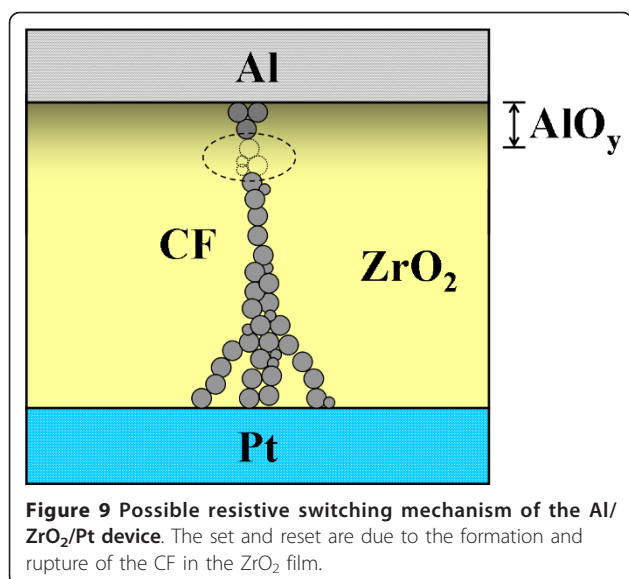 Al
AlOy
CF
ZrO2
Pt
Figure 9 Possible resistive switching mechanism of the Al/
ZrO2/Pt device. The set and reset are due to the formation and
rupture of the CF in the ZrO2 film.